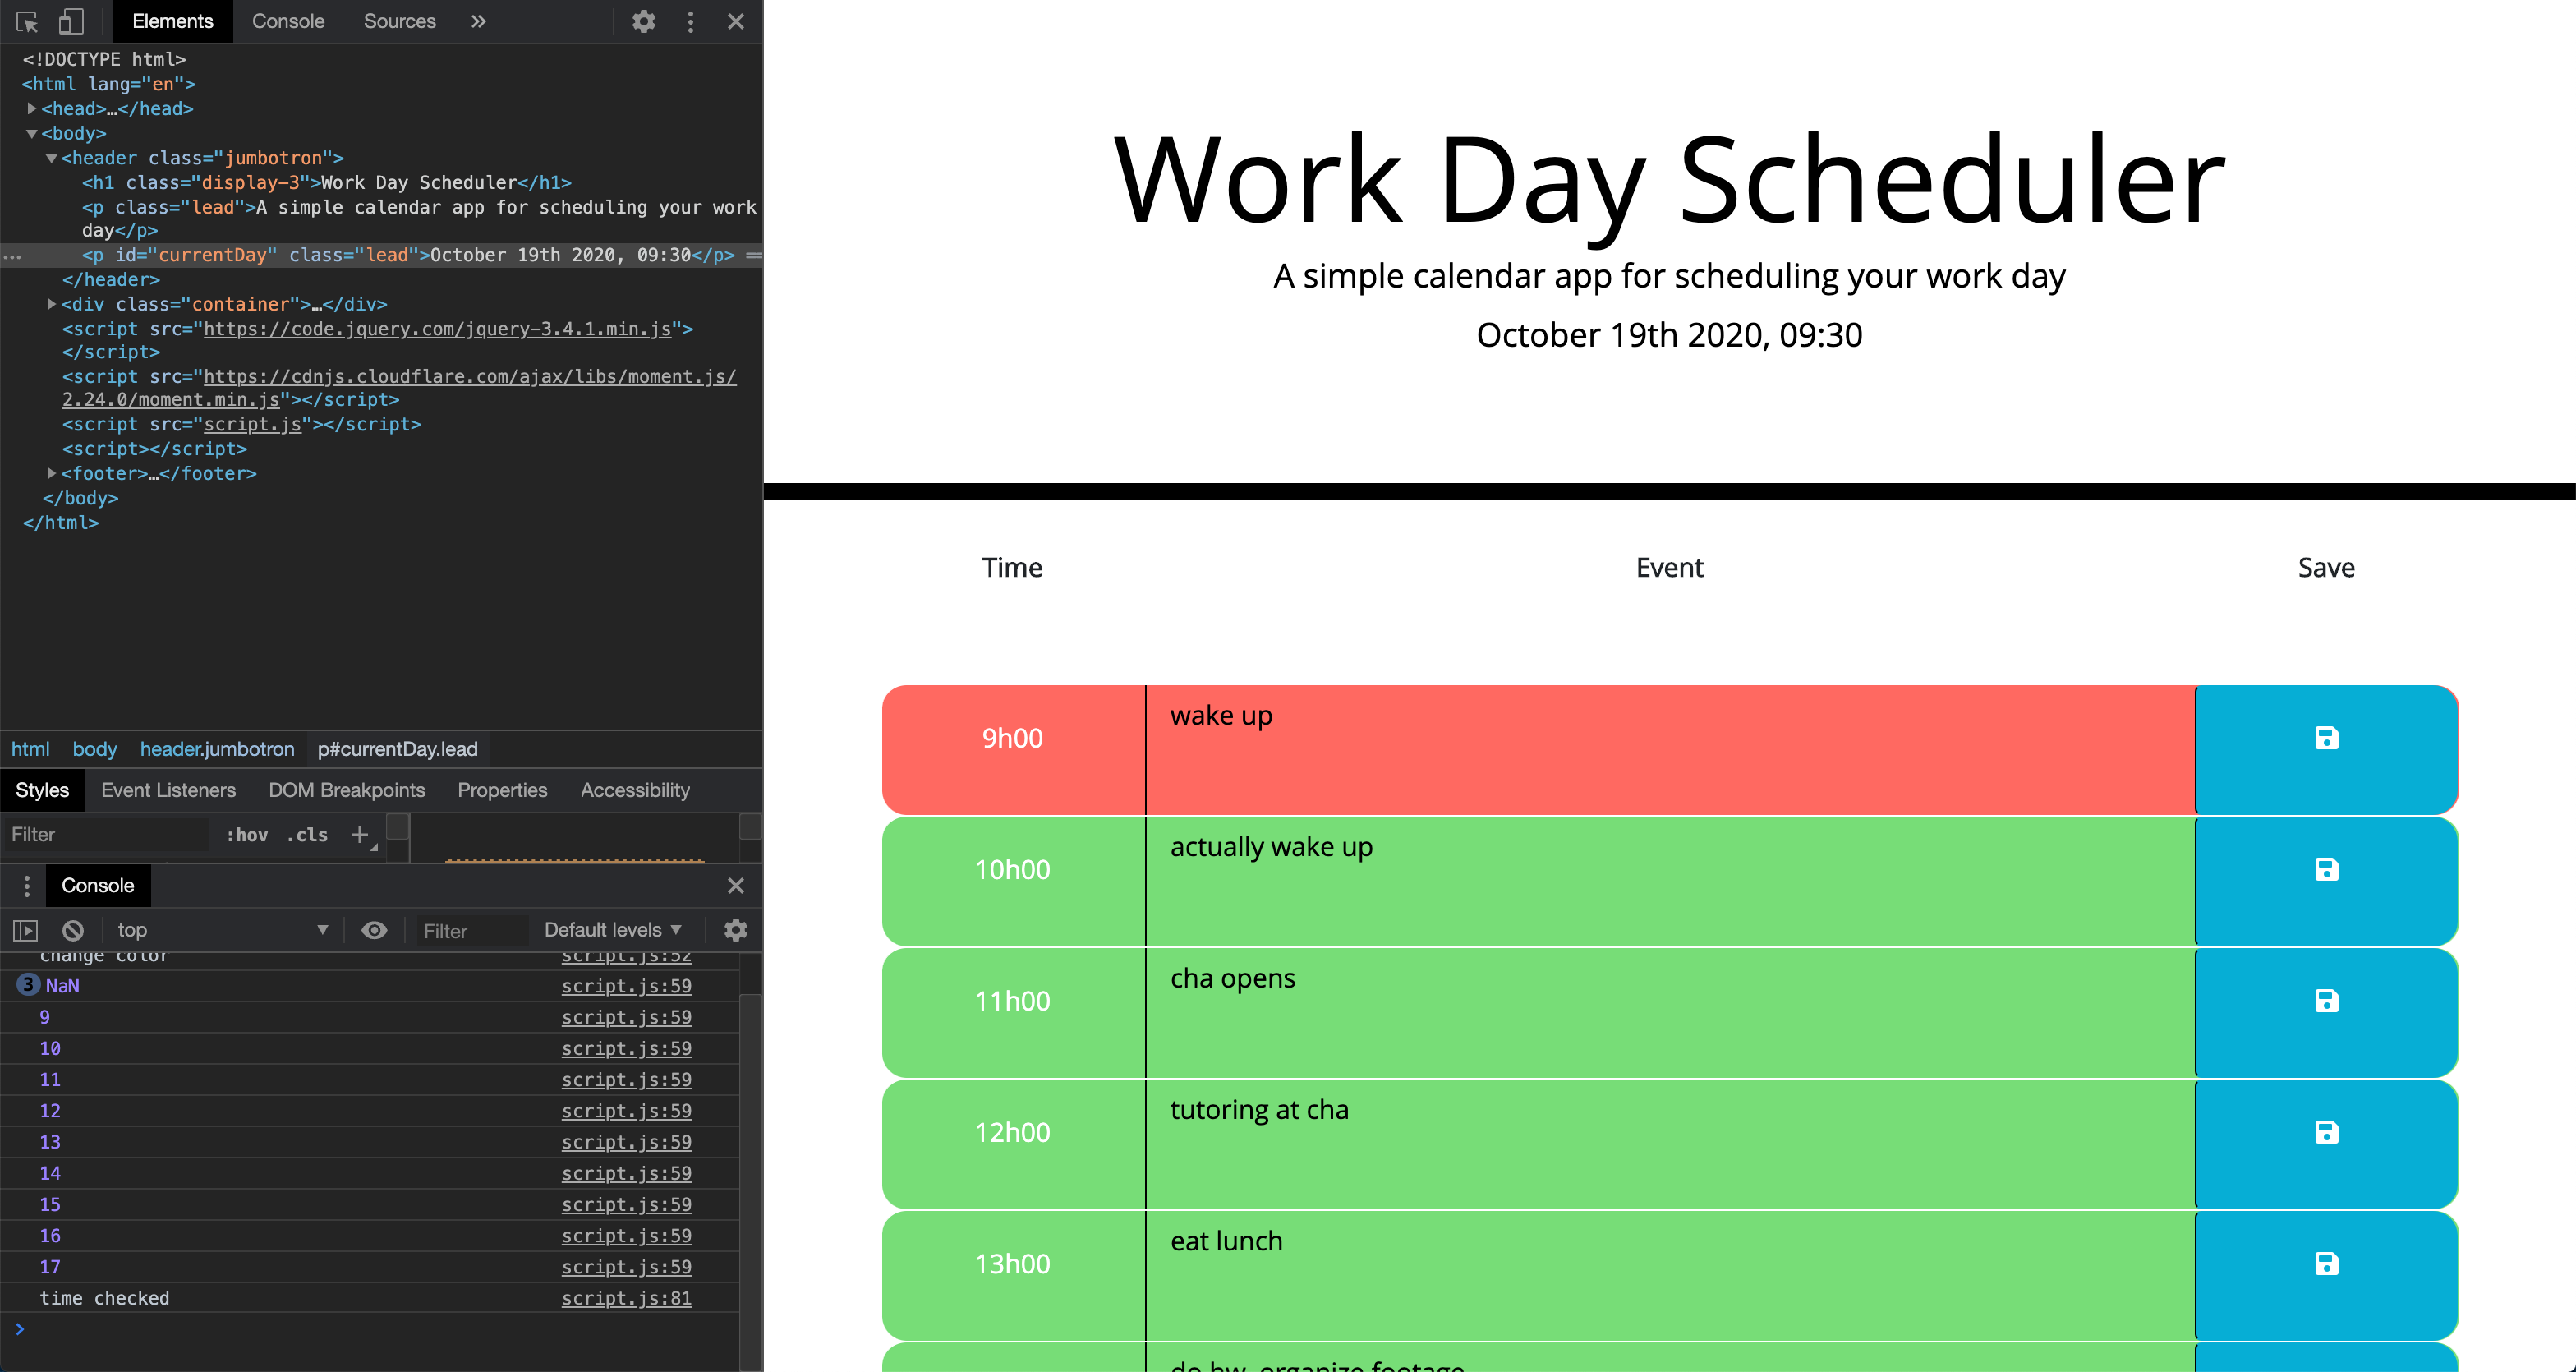 Elements Console Sources »
<!DOCTYPE html>
<html lang="en">
<head>…</head>
<body>
<header class="jumbotron">
<h1 class="display-3">Work Day Scheduler</h1>
<p class="lead">A simple calendar app for scheduling your work
day</p>
… <p id="currentDay" class="lead">October 19th 2020, 09:30</p> ==
</header>
<div class="container">…</div>
<script src="https://code.jquery.com/jquery-3.4.1.min.js">
</script>
<script src="https://cdnjs.cloudflare.com/ajax/libs/moment.js/
2.24.0/moment.min.js"></script>
<script src="script.js"></script>
<script></script>
<footer>…</footer>
</body>
</html>
html body header.jumbotron p#currentDay.lead
Styles Event Listeners DOM Breakpoints Properties Accessibility
Filter :hov .cls +
Console
top Filter Default levels
change color script.js:52
3 NaN script.js:59
9 script.js:59
10 script.js:59
11 script.js:59
12 script.js:59
13 script.js:59
14 script.js:59
15 script.js:59
16 script.js:59
17 script.js:59
time checked script.js:81
>
Work Day Scheduler
A simple calendar app for scheduling your work day
October 19th 2020, 09:30
Time Event Save
9h00 wake up
10h00 actually wake up
11h00 cha opens
12h00 tutoring at cha
13h00 eat lunch
do hw, organize footage